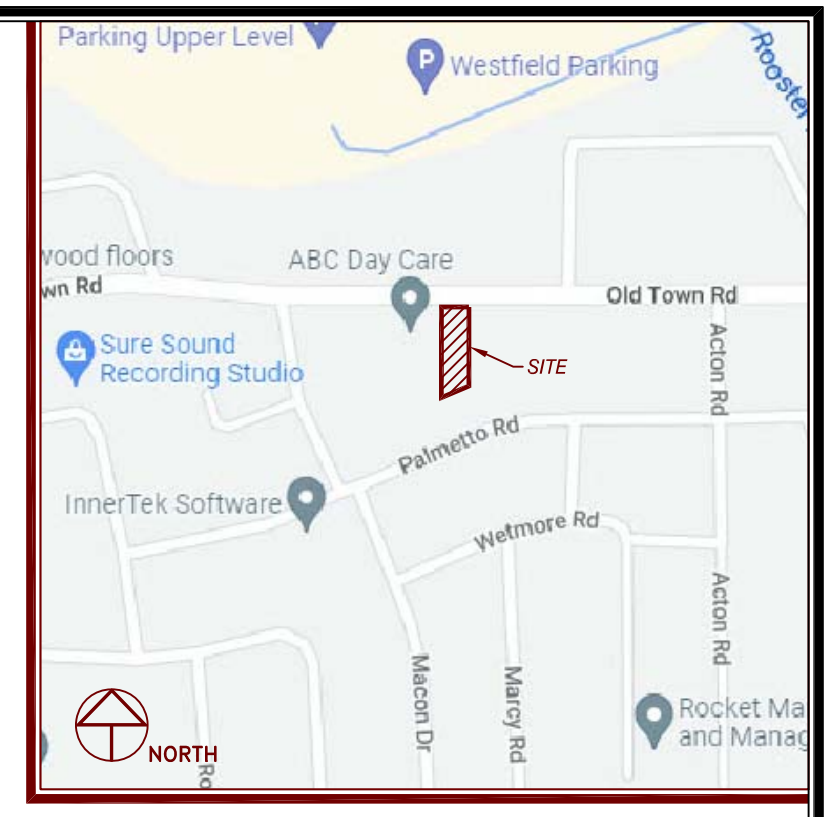 Parking Upper Level
P
Westfield Parking
Rooster
wood floors
ABC Day Care
wn Rd
Old Town Rd
Sure Sound
Recording Studio
SITE
Acton Rd
Palmetto Rd
InnerTek Software
Wetmore Rd
Acton Rd
Macon Dr
Marcy Rd
Rocket Ma
and Manag
NORTH
Ro